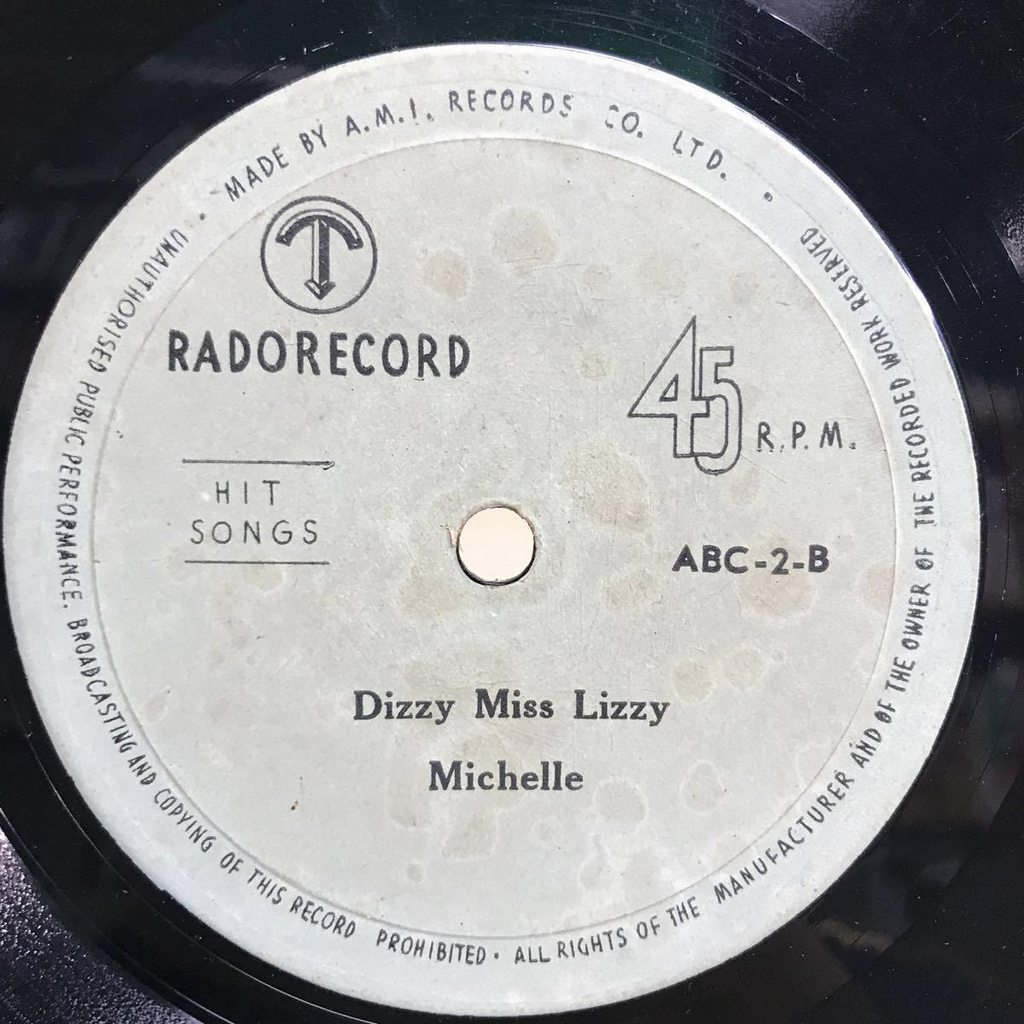 MADE BY A.M.I. RECORDS CO. LTD.
T
RADORECORD
45 R.P.M.
HIT
SONGS
ABC-2-B
Dizzy Miss Lizzy
Michelle
UNAUTHORISED PUBLIC PERFORMANCE. BROADCASTING AND COPYING OF THIS RECORD PROHIBITED • ALL RIGHTS OF THE MANUFACTURER AND OF THE OWNER OF THE RECORDED WORK RESERVED